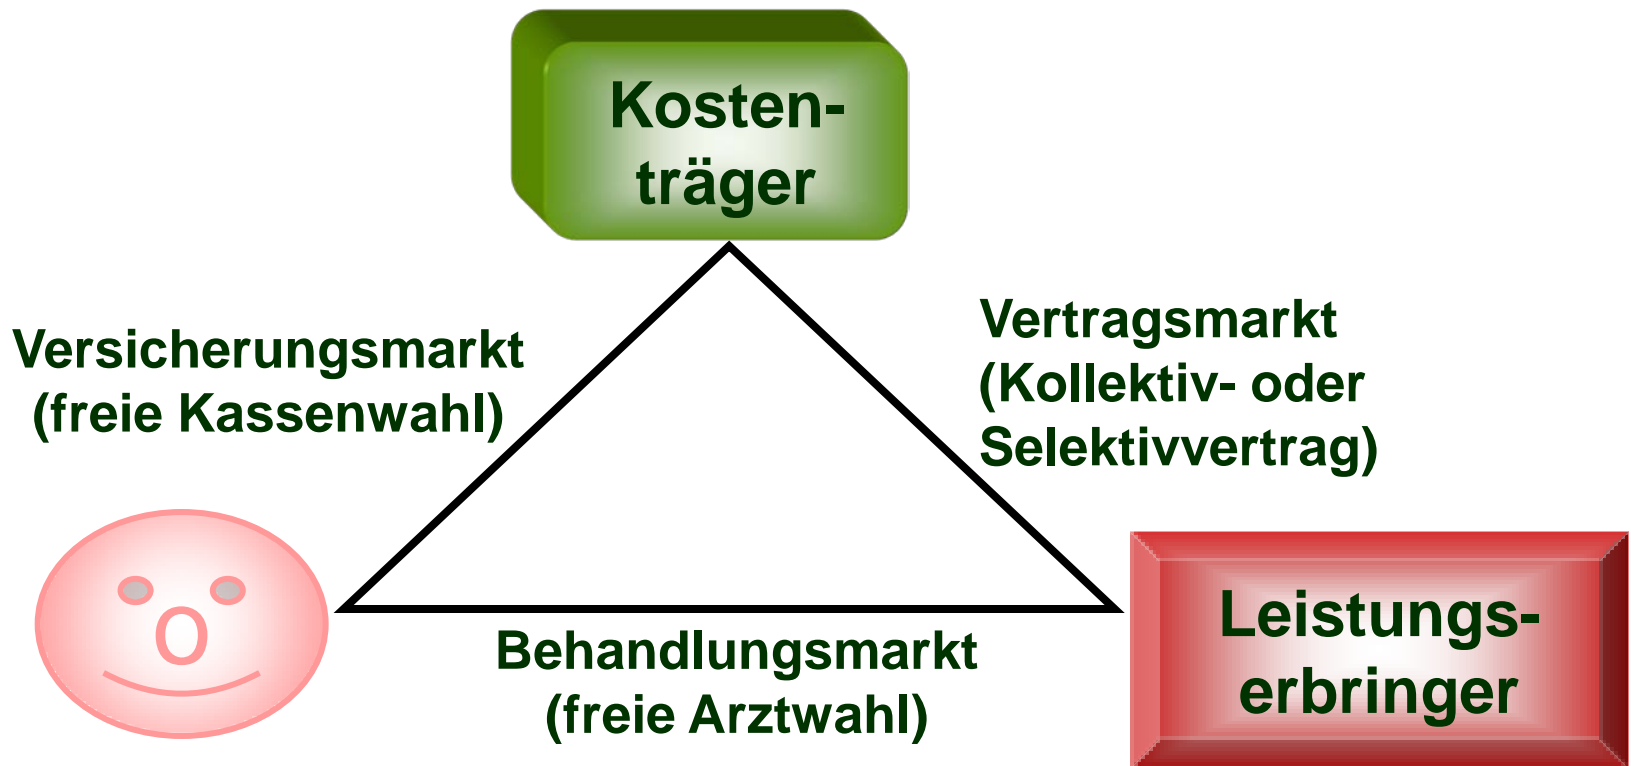 Kosten-
träger
Versicherungsmarkt
(freie Kassenwahl)
Vertragsmarkt
(Kollektiv- oder
Selektivvertrag)
Behandlungsmarkt
(freie Arztwahl)
Leistungs-
erbringer